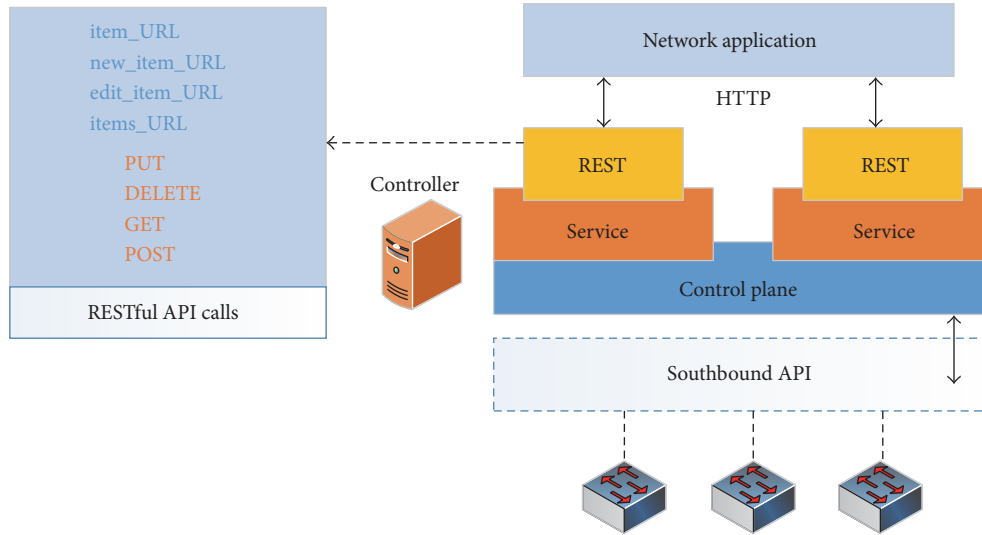 item_URL
new_item_URL
edit_item_URL
items_URL
PUT
DELETE
GET
POST
RESTful API calls
Network application
HTTP
REST
REST
Controller
Service
Service
Control plane
Southbound API